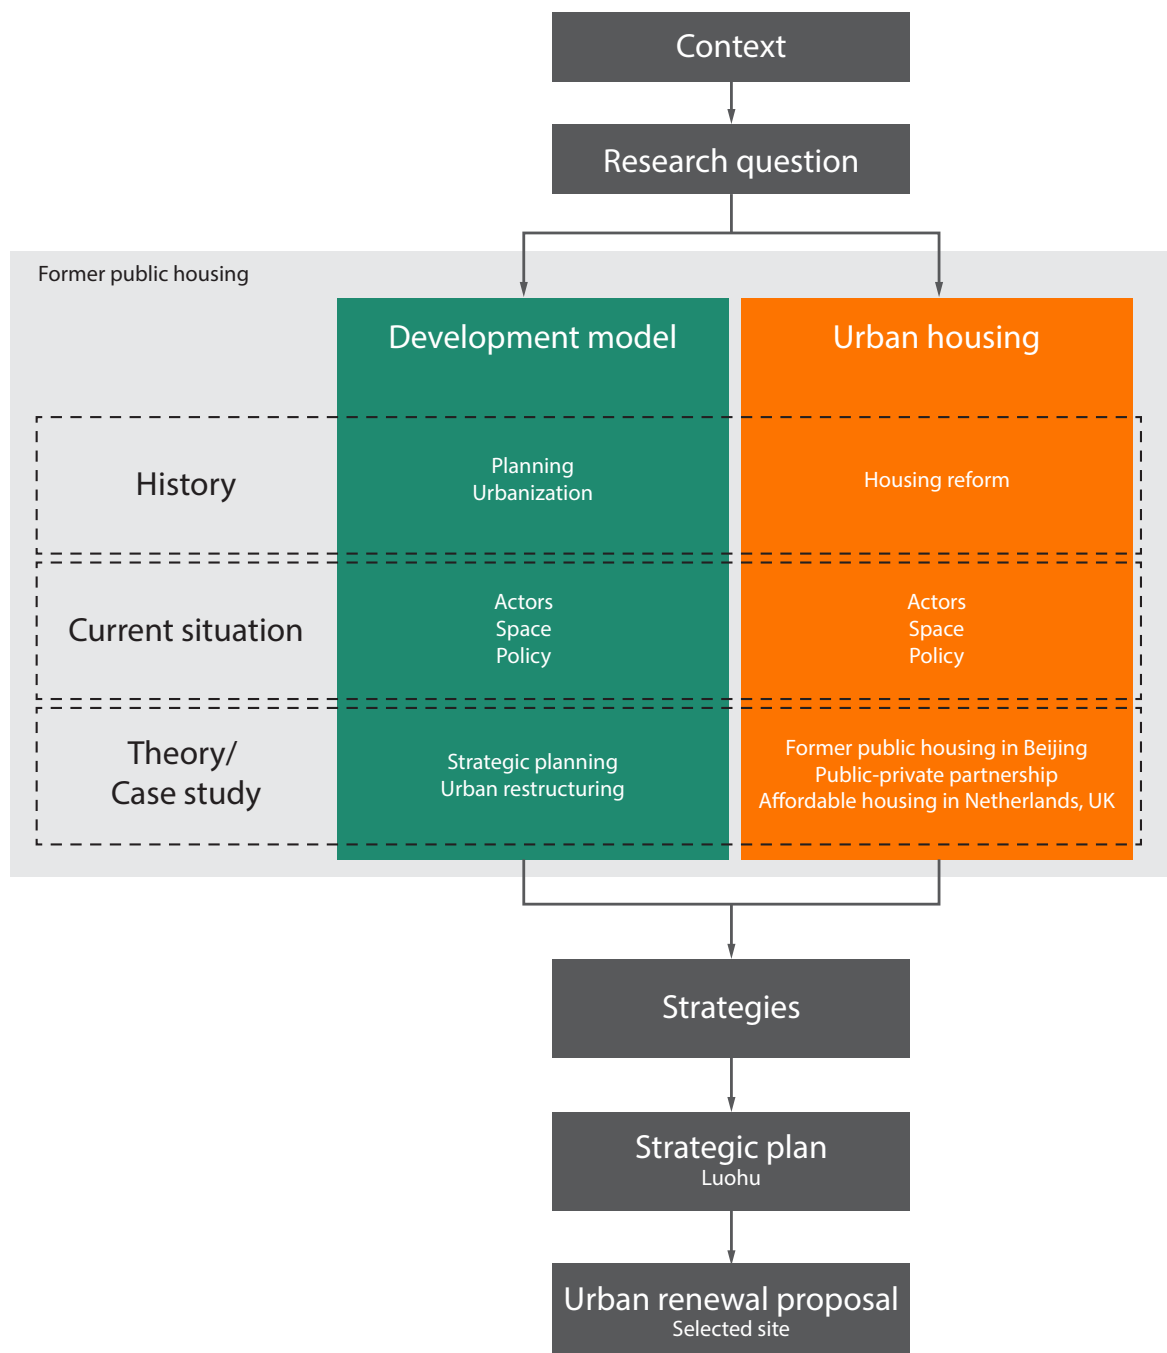 Context
Research question
Former public housing
Development model
Urban housing
History
Planning
Urbanization
Housing reform
Current situation
Actors
Space
Policy
Actors
Space
Policy
Theory/
Case study
Strategic planning
Urban restructuring
Former public housing in Beijing
Public-private partnership
Affordable housing in Netherlands, UK
Strategies
Strategic plan
Luohu
Urban renewal proposal
Selected site